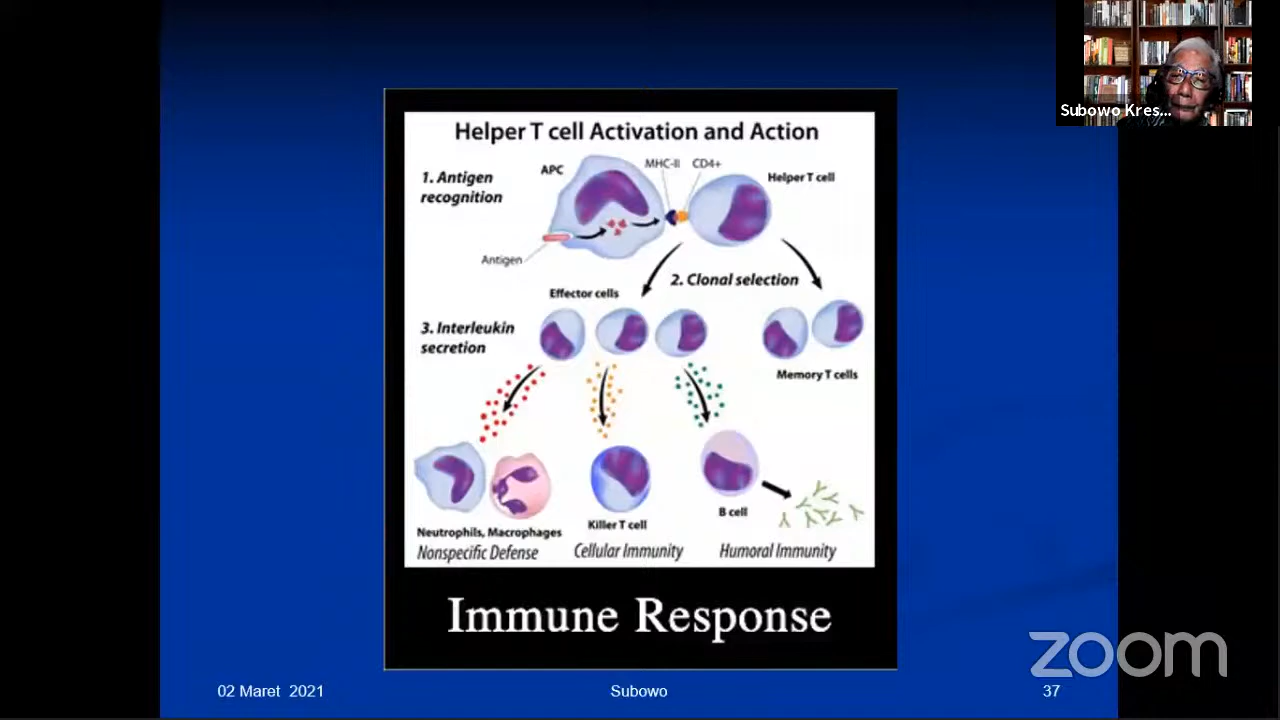 Subowo Kres...
Helper T cell Activation and Action
1. Antigen
recognition
APC
MHC-II
CD4+
Helper T cell
Antigen
2. Clonal selection
Effector cells
3. Interleukin
secretion
Memory T cells
Neutrophils, Macrophages
Nonspecific Defense
Killer T cell
Cellular Immunity
B cell
Humoral Immunity
Immune Response
zoom
02 Maret 2021
Subowo
37